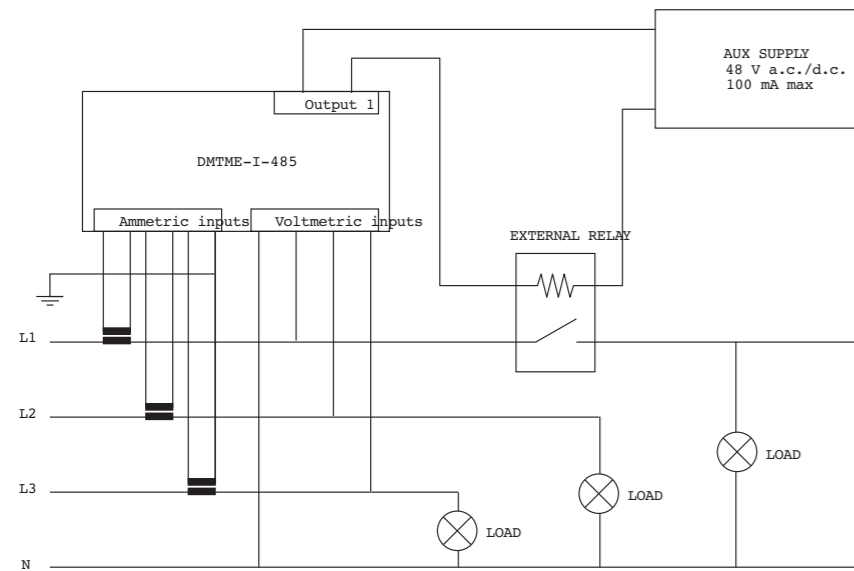 AUX SUPPLY
48 V a.c./d.c.
100 mA max
Output 1
DMTME-I-485
Ammetric inputs
Voltmetric inputs
EXTERNAL RELAY
L1
L2
L3
N
LOAD
LOAD
LOAD